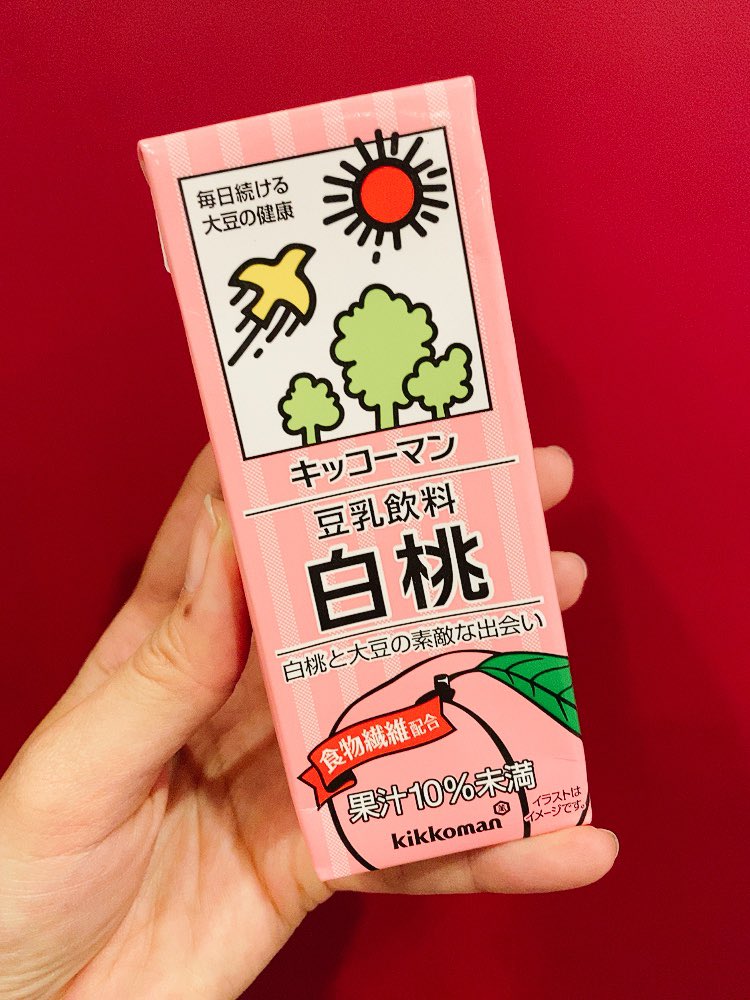 毎日続ける
大豆の健康
キッコーマン
豆乳飲料
白桃
白桃と大豆の素敵な出会い
食物繊維配合
果汁10%未満
kikkoman
イラストは
イメージです。